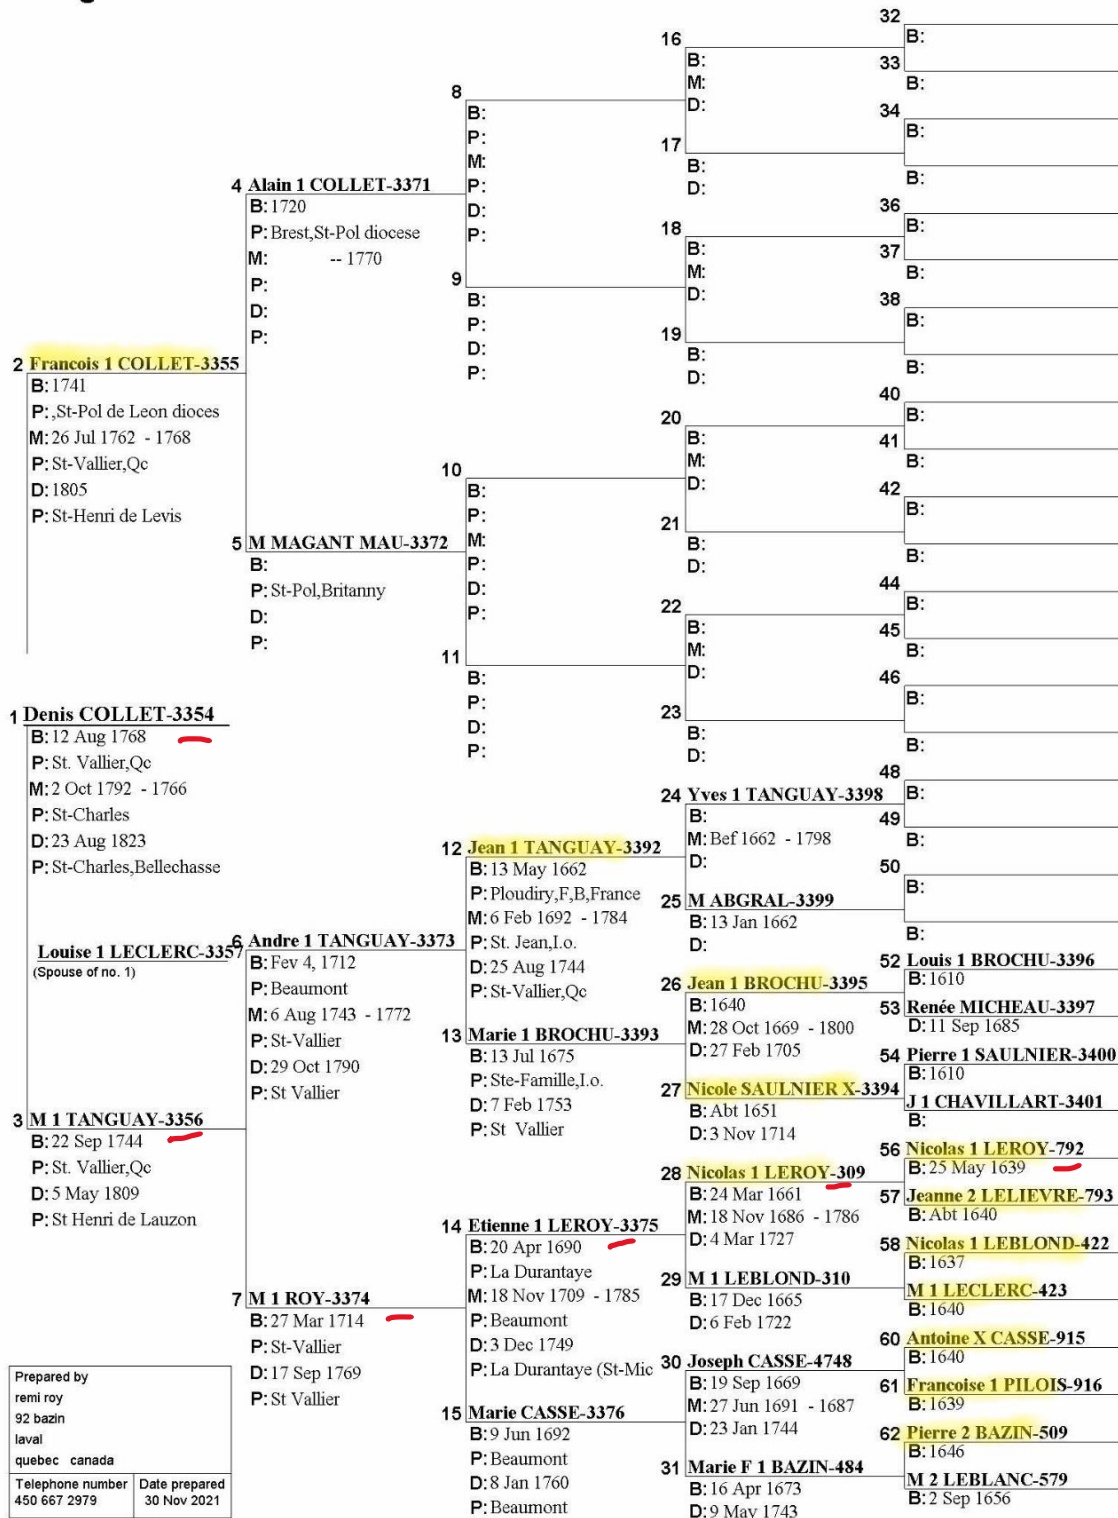 32
B:
33
B:
34
B:
B:
36
B:
37
B:
38
B:
B:
40
B:
41
B:
42
B:
B:
44
B:
45
B:
46
B:
B:
48
B:
49
B:
50
B:
B:
52 Louis 1 BROCHU-3396
B: 1610
53 Renée MICHEAU-3397
D: 11 Sep 1685
54 Pierre 1 SAULNIER-3400
B: 1610
J 1 CHAVILLART-3401
B:
56 Nicolas 1 LEROY-792
B: 25 May 1639
57 Jeanne 2 LELIEVRE-793
B: Abt 1640
58 Nicolas 1 LEBLOND-422
B: 1637
M 1 LECLERC-423
B: 1640
60 Antoine X CASSE-915
B: 1640
61 Francoise 1 PILOIS-916
B: 1639
62 Pierre 2 BAZIN-509
B: 1646
M 2 LEBLANC-579
B: 2 Sep 1656
16
B:
M:
D:
17
B:
D:
18
B:
M:
D:
19
B:
D:
20
B:
M:
D:
21
B:
D:
22
B:
M:
D:
23
B:
D:
24 Yves 1 TANGUAY-3398
B:
M: Bef 1662 - 1798
D:
25 M ABGRAL-3399
B: 13 Jan 1662
D:
26 Jean 1 BROCHU-3395
B: 1640
M: 28 Oct 1669 - 1800
D: 27 Feb 1705
27 Nicole SAULNIER X-3394
B: Abt 1651
D: 3 Nov 1714
28 Nicolas 1 LEROY-309
B: 24 Mar 1661
M: 18 Nov 1686 - 1786
D: 4 Mar 1727
29 M 1 LEBLOND-310
B: 17 Dec 1665
D: 6 Feb 1722
30 Joseph CASSE-4748
B: 19 Sep 1669
M: 27 Jun 1691 - 1687
D: 23 Jan 1744
31 Marie F 1 BAZIN-484
B: 16 Apr 1673
D: 9 May 1743
8
B:
P:
M:
P:
D:
P:
9
B:
P:
D:
P:
10
B:
P:
M:
P:
D:
P:
11
B:
P:
D:
P:
12 Jean 1 TANGUAY-3392
B: 13 May 1662
P: Ploudiry,F,B,France
M: 6 Feb 1692 - 1784
P: St. Jean,I.o.
D: 25 Aug 1744
P: St-Vallier,Qc
13 Marie 1 BROCHU-3393
B: 13 Jul 1675
P: Ste-Famille,I.o.
D: 7 Feb 1753
P: St Vallier
14 Etienne 1 LEROY-3375
B: 20 Apr 1690
P: La Durantaye
M: 18 Nov 1709 - 1785
P: Beaumont
D: 3 Dec 1749
P: La Durantaye (St-Mic
15 Marie CASSE-3376
B: 9 Jun 1692
P: Beaumont
D: 8 Jan 1760
P: Beaumont
4 Alain 1 COLLET-3371
B: 1720
P: Brest,St-Pol diocese
M: -- 1770
P:
D:
P:
5 M MAGANT MAU-3372
B:
P: St-Pol,Britanny
D:
P:
6 Andre 1 TANGUAY-3373
B: Fev 4, 1712
P: Beaumont
M: 6 Aug 1743 - 1772
P: St-Vallier
D: 29 Oct 1790
P: St Vallier
7 M 1 ROY-3374
B: 27 Mar 1714
P: St-Vallier
D: 17 Sep 1769
P: St Vallier
2 Francois 1 COLLET-3355
B: 1741
P: ,St-Pol de Leon dioces
M: 26 Jul 1762 - 1768
P: St-Vallier,Qc
D: 1805
P: St-Henri de Levis
1 Denis COLLET-3354
B: 12 Aug 1768
P: St. Vallier,Qc
M: 2 Oct 1792 - 1766
P: St-Charles
D: 23 Aug 1823
P: St-Charles,Bellechasse
Louise 1 LECLERC-3357
(Spouse of no. 1)
3 M 1 TANGUAY-3356
B: 22 Sep 1744
P: St. Vallier,Qc
D: 5 May 1809
P: St Henri de Lauzon
Prepared by
remi roy
92 bazin
laval
quebec canada
Telephone number
450 667 2979
Date prepared
30 Nov 2021